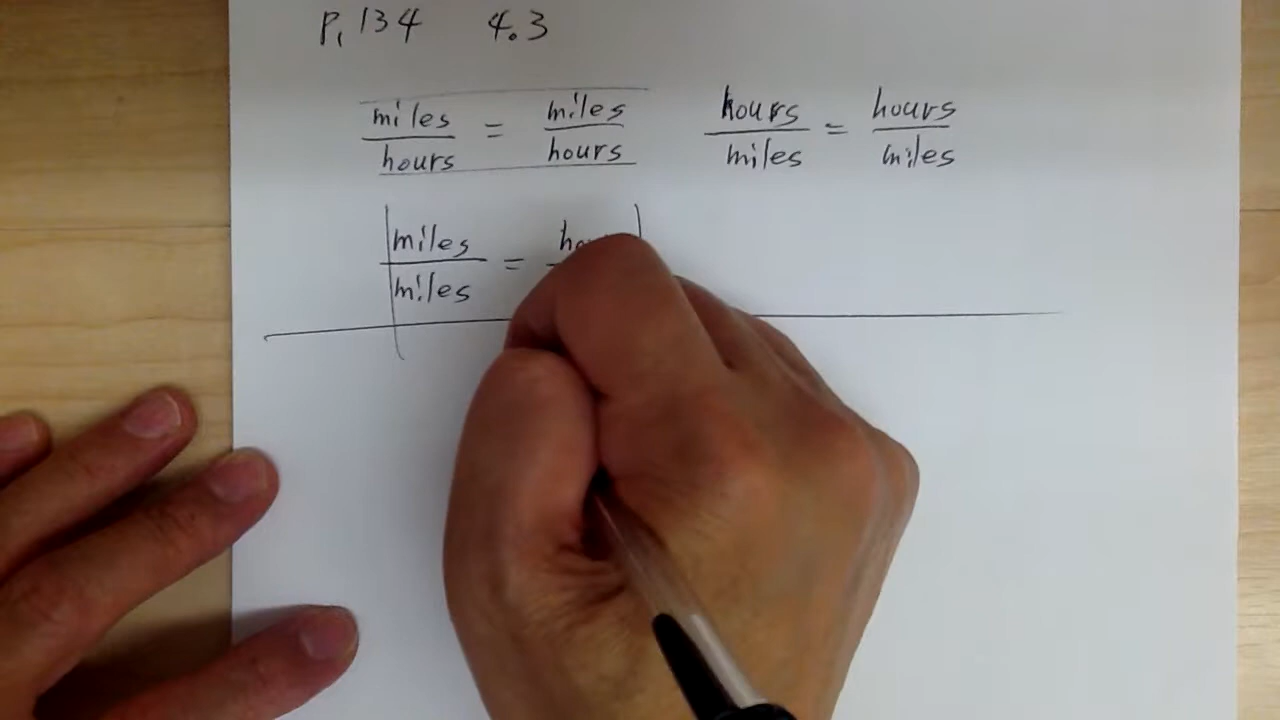 P. 134 4.3
miles/hours = miles/hours hours/miles = hours/miles
miles/miles =